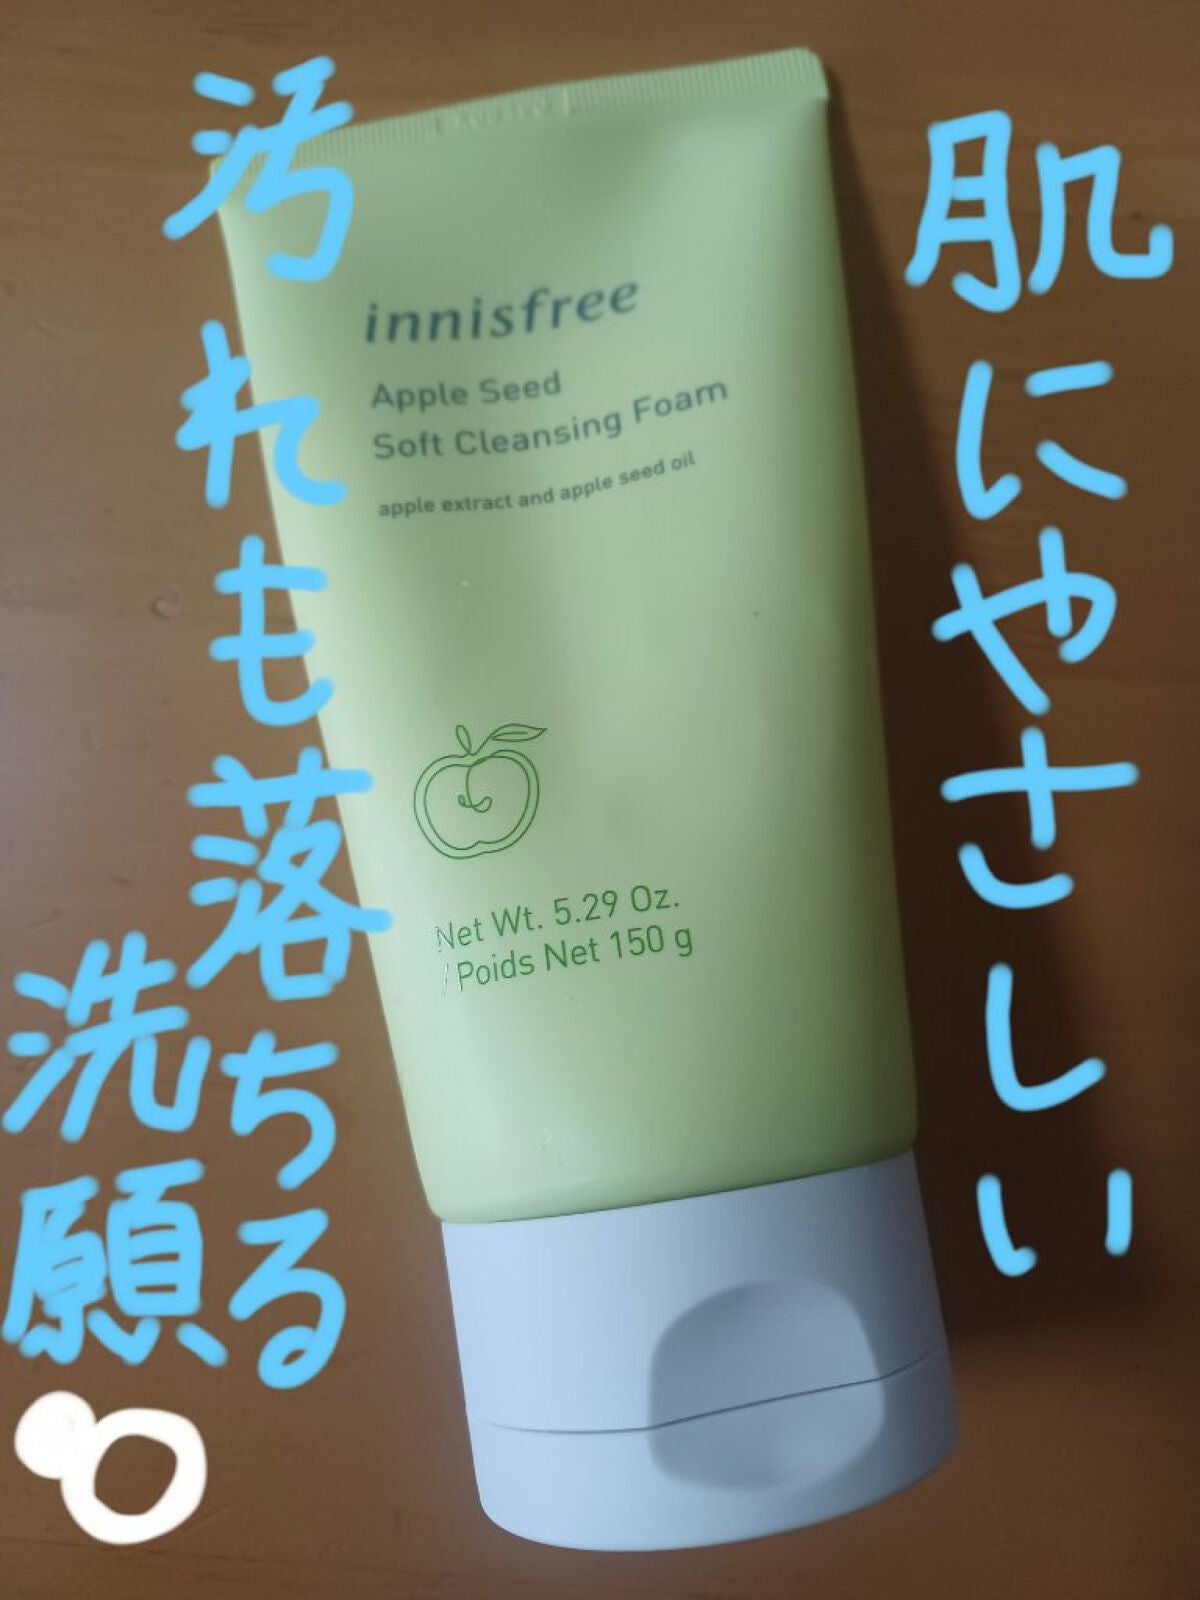 肌にやさしい
汚れも落ちる
洗願
innisfree
Apple Seed
Soft Cleansing Foam
apple extract and apple seed oil
Net Wt. 5.29 Oz.
/ Poids Net 150 g